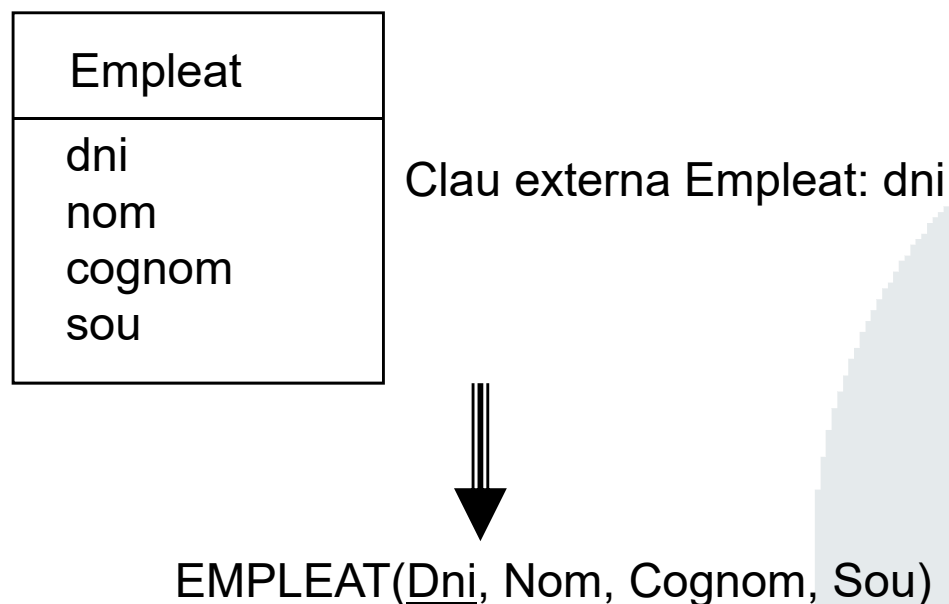 Empleat
dni
nom
cognom
sou
Clau externa Empleat: dni
EMPLEAT(Dni, Nom, Cognom, Sou)